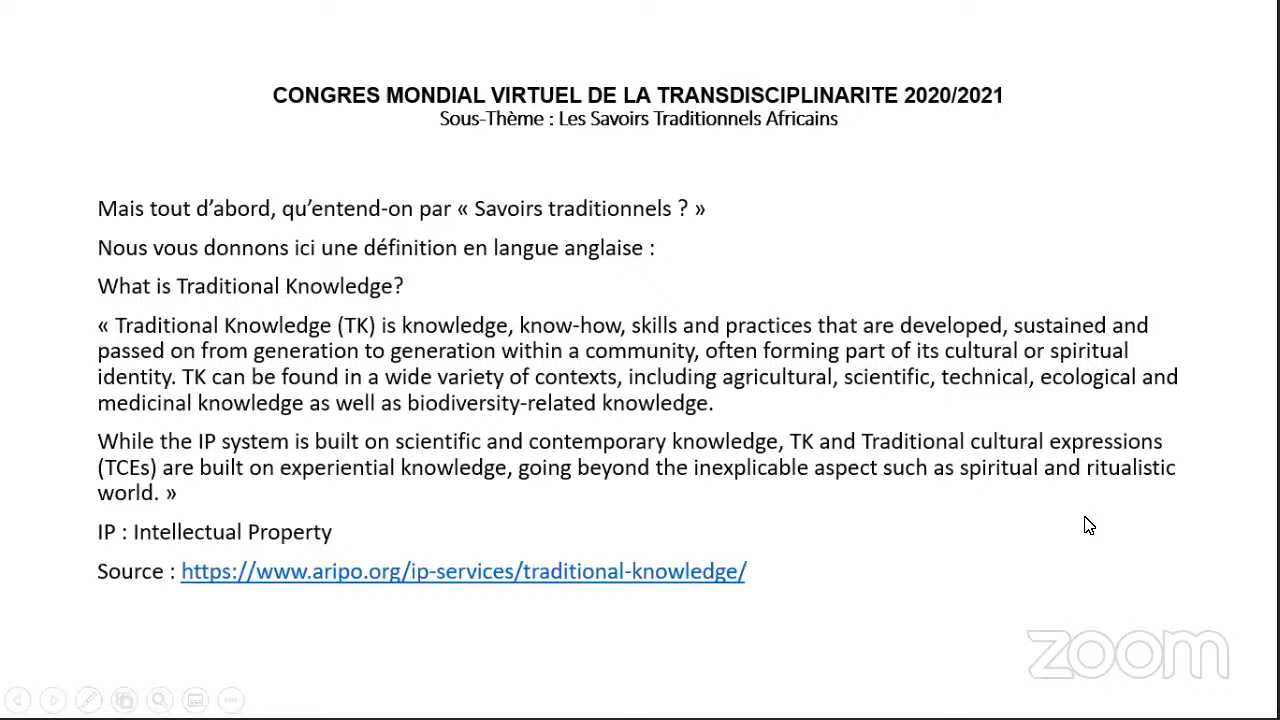 CONGRES MONDIAL VIRTUEL DE LA TRANSDISCIPLINARITE 2020/2021
Sous-Thème : Les Savoirs Traditionnels Africains
Mais tout d’abord, qu’entend-on par « Savoirs traditionnels ? »
Nous vous donnons ici une définition en langue anglaise :
What is Traditional Knowledge?
« Traditional Knowledge (TK) is knowledge, know-how, skills and practices that are developed, sustained and
passed on from generation to generation within a community, often forming part of its cultural or spiritual
identity. TK can be found in a wide variety of contexts, including agricultural, scientific, technical, ecological and
medicinal knowledge as well as biodiversity-related knowledge.
While the IP system is built on scientific and contemporary knowledge, TK and Traditional cultural expressions
(TCEs) are built on experiential knowledge, going beyond the inexplicable aspect such as spiritual and ritualistic
world. »
IP : Intellectual Property
Source : https://www.aripo.org/ip-services/traditional-knowledge/
zoom